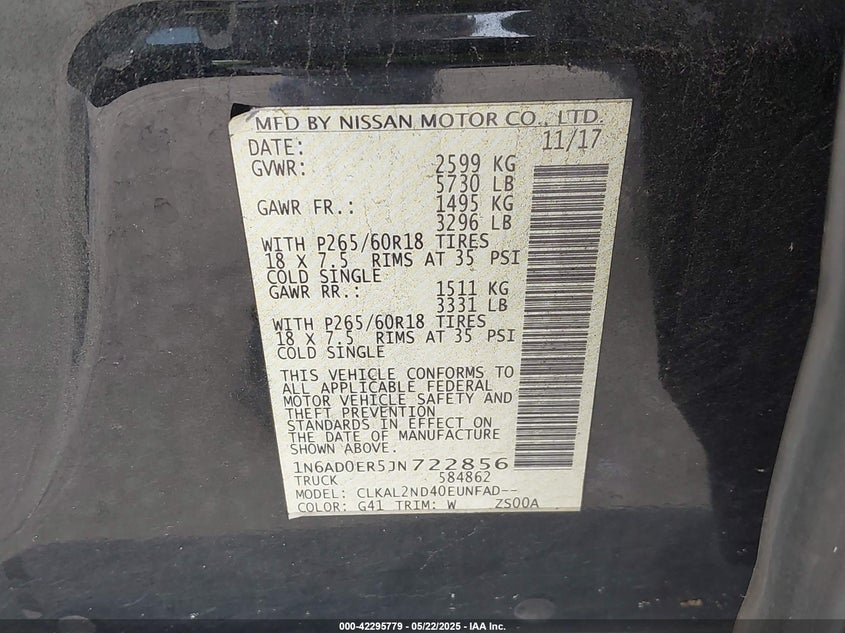 MFD BY NISSAN MOTOR CO., LTD.
DATE: 11/17
GVWR: 2599 KG
5730 LB
GAWR FR.: 1495 KG
3296 LB
WITH P265/60R18 TIRES
18 X 7.5 RIMS AT 35 PSI
COLD SINGLE
GAWR RR.: 1511 KG
3331 LB
WITH P265/60R18 TIRES
18 X 7.5 RIMS AT 35 PSI
COLD SINGLE
THIS VEHICLE CONFORMS TO
ALL APPLICABLE FEDERAL
MOTOR VEHICLE SAFETY AND
THEFT PREVENTION
STANDARDS IN EFFECT ON
THE DATE OF MANUFACTURE
SHOWN ABOVE.
1N6AD0ER5JN722856
TRUCK 584862
MODEL: CLKAL2ND40EUNFAD--
COLOR: G41 TRIM: W ZS00A
000-42295779 - 05/22/2025 - IAA Inc.